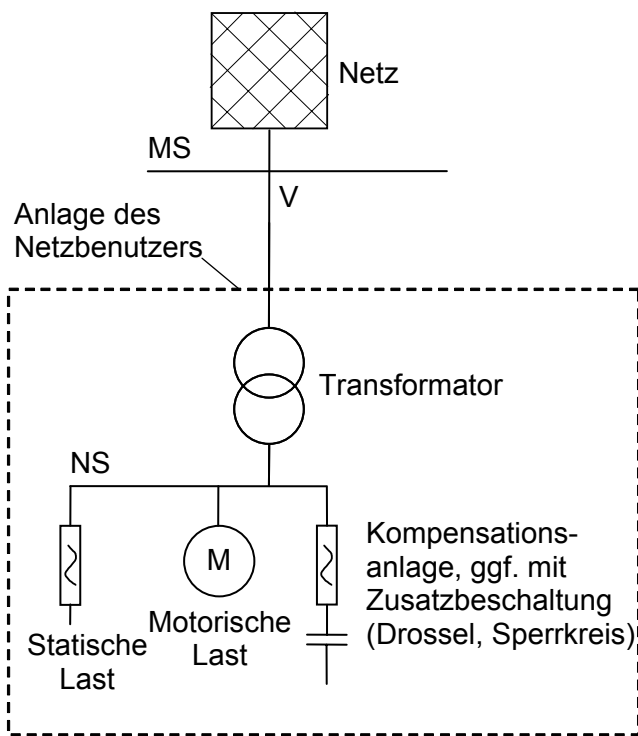 Netz
MS
V
Anlage des
Netzbenutzers
Transformator
NS
M
Statische
Last
Motorische
Last
Kompensations-
anlage, ggf. mit
Zusatzbeschaltung
(Drossel, Sperrkreis)